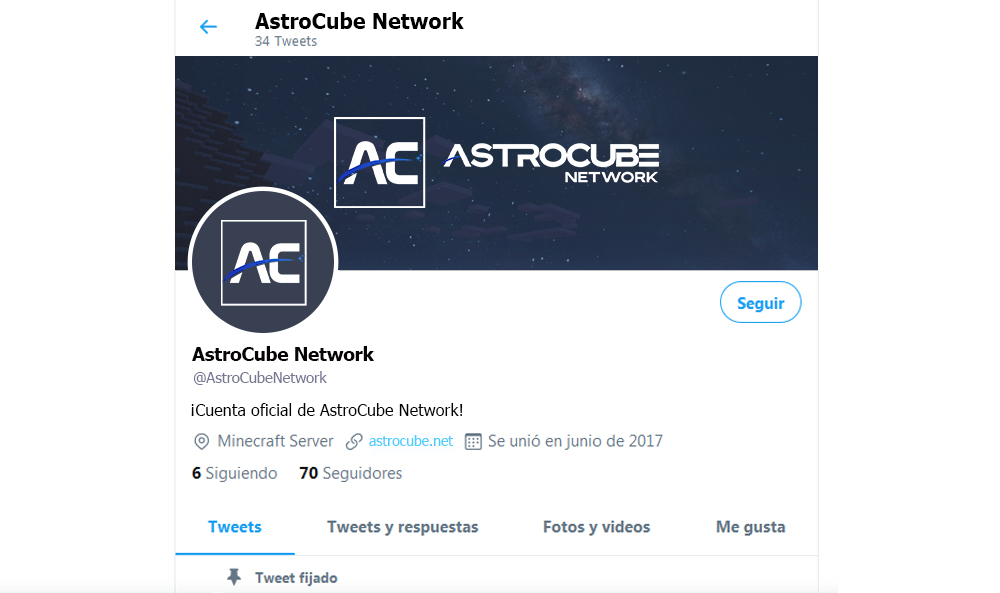 AstroCube Network
34 Tweets
AC ASTROCUBE
NETWORK
AC
Seguir
AstroCube Network
@AstroCubeNetwork
¡Cuenta oficial de AstroCube Network!
Minecraft Server astrocube.net Se unió en junio de 2017
6 Siguiendo 70 Seguidores
Tweets Tweets y respuestas Fotos y videos Me gusta
Tweet fijado